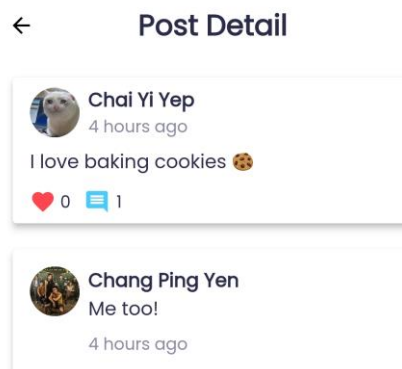 Post Detail
Chai Yi Yep
4 hours ago
I love baking cookies 🍪
0 1
Chang Ping Yen
Me too!
4 hours ago